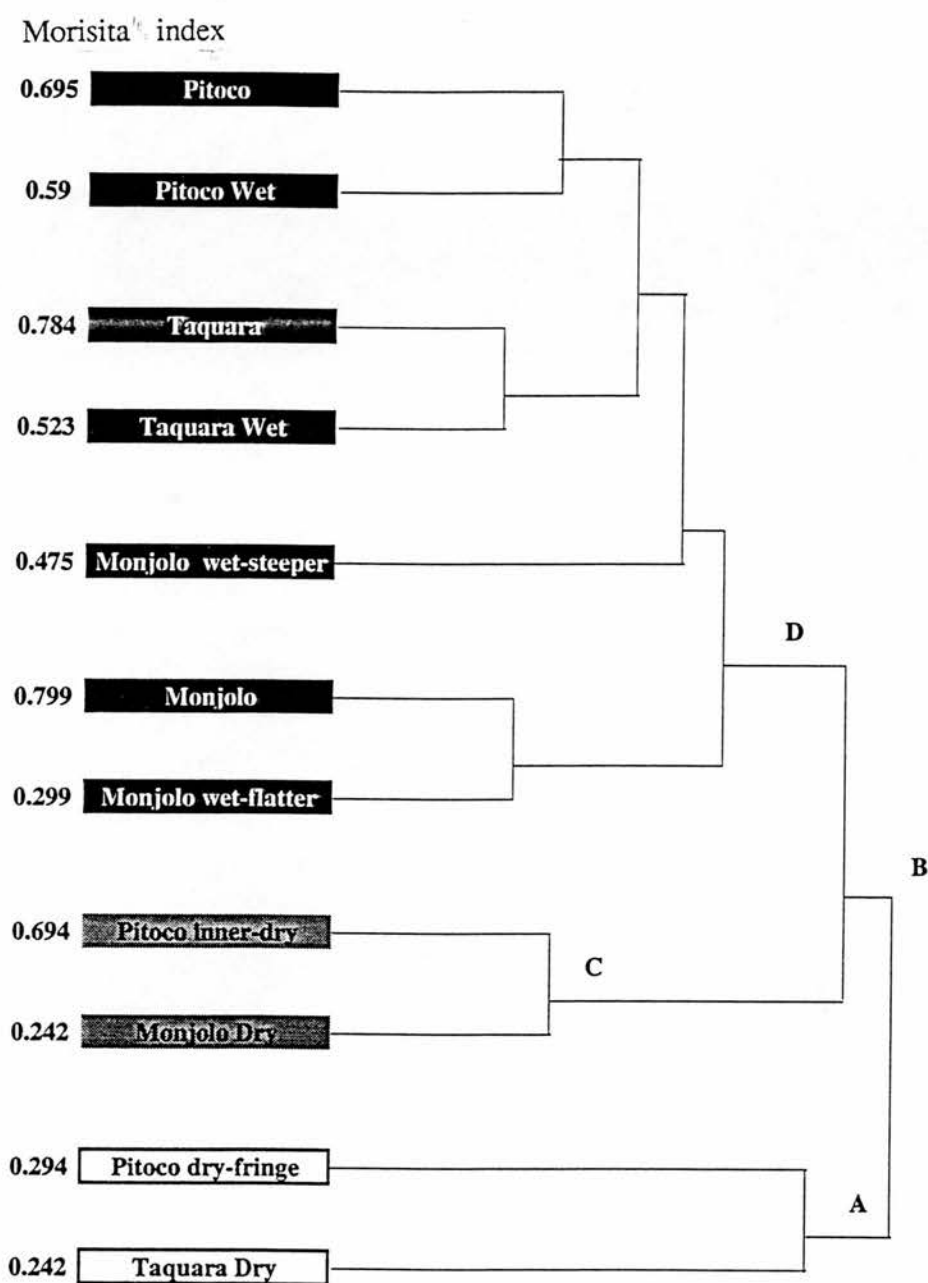 Morisita' index
0.695 Pitoco
0.59 Pitoco Wet
0.784 Taquara
0.523 Taquara Wet
0.475 Monjolo wet-steeper
D
0.799 Monjolo
0.299 Monjolo wet-flatter
B
0.694 Pitoco inner-dry
C
0.242 Monjolo Dry
0.294 Pitoco dry-fringe
A
0.242 Taquara Dry